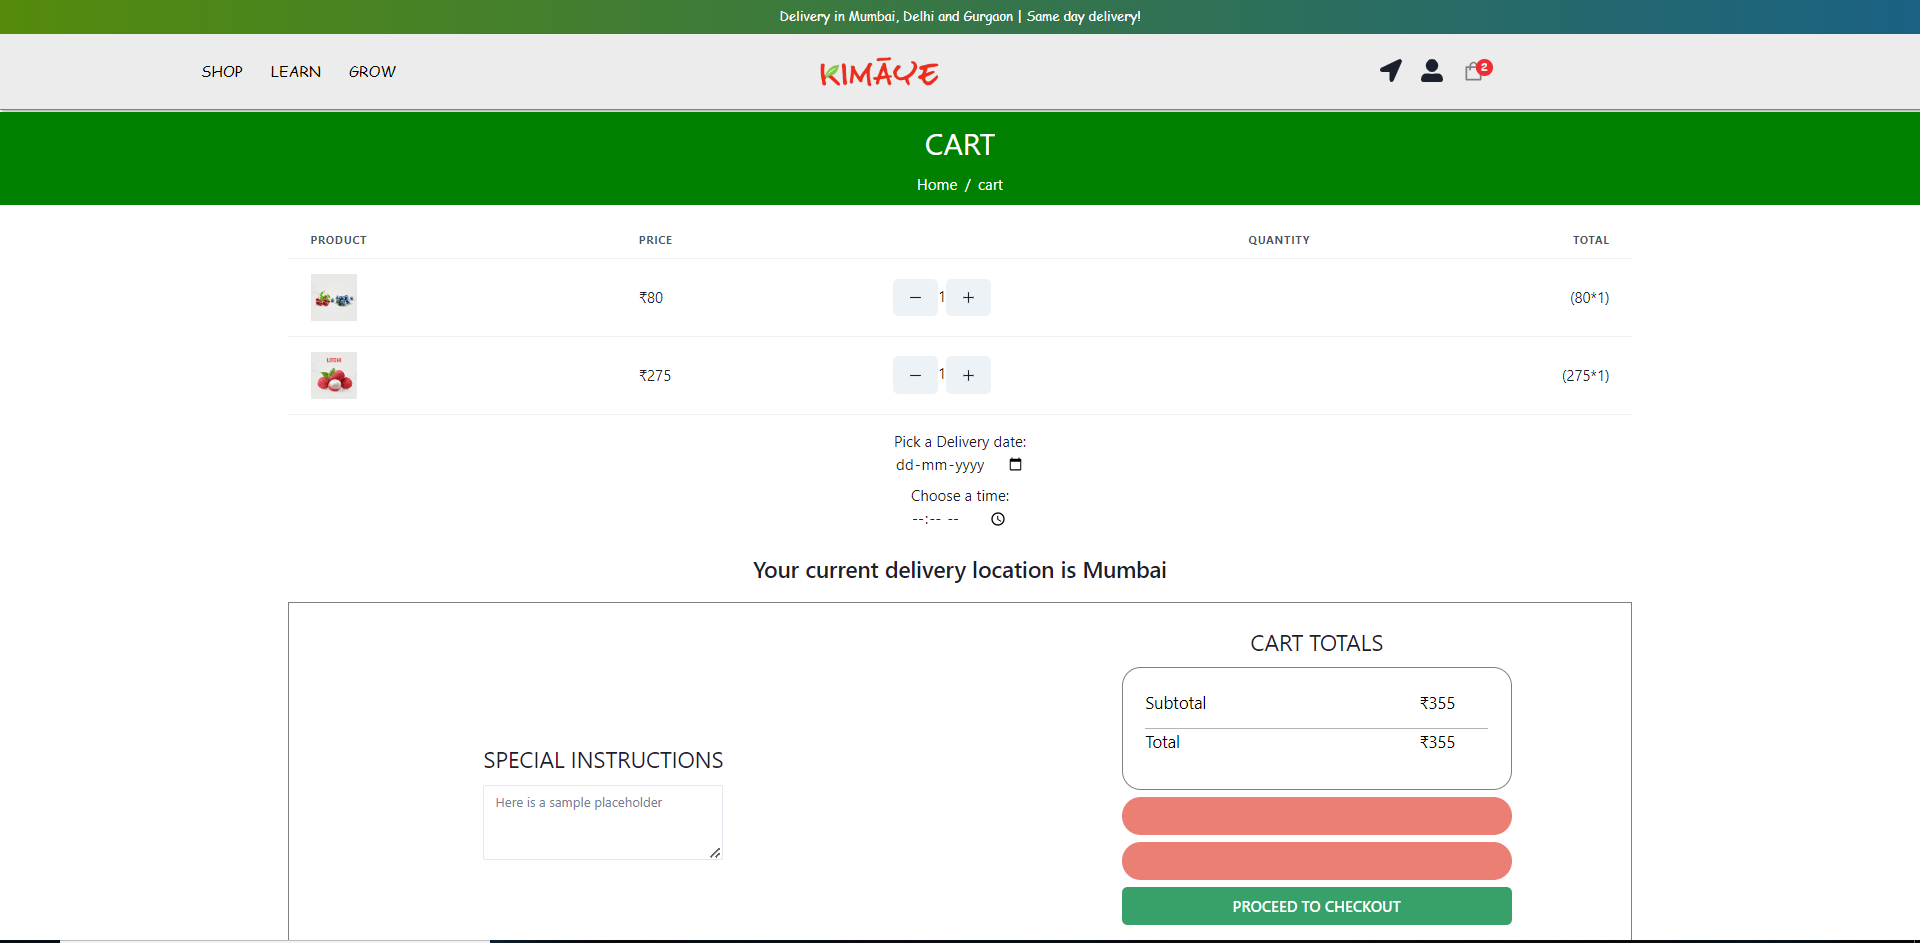 Delivery in Mumbai, Delhi and Gurgaon | Same day delivery!
SHOP LEARN GROW KIMĀYE 2
CART
Home / cart
PRODUCT PRICE QUANTITY TOTAL
₹80 − 1 + (80*1)
LITCHI
₹275 − 1 + (275*1)
Pick a Delivery date:
dd-mm-yyyy
Choose a time:
--:-- --
Your current delivery location is Mumbai
CART TOTALS
Subtotal ₹355
Total ₹355
SPECIAL INSTRUCTIONS
Here is a sample placeholder
PROCEED TO CHECKOUT